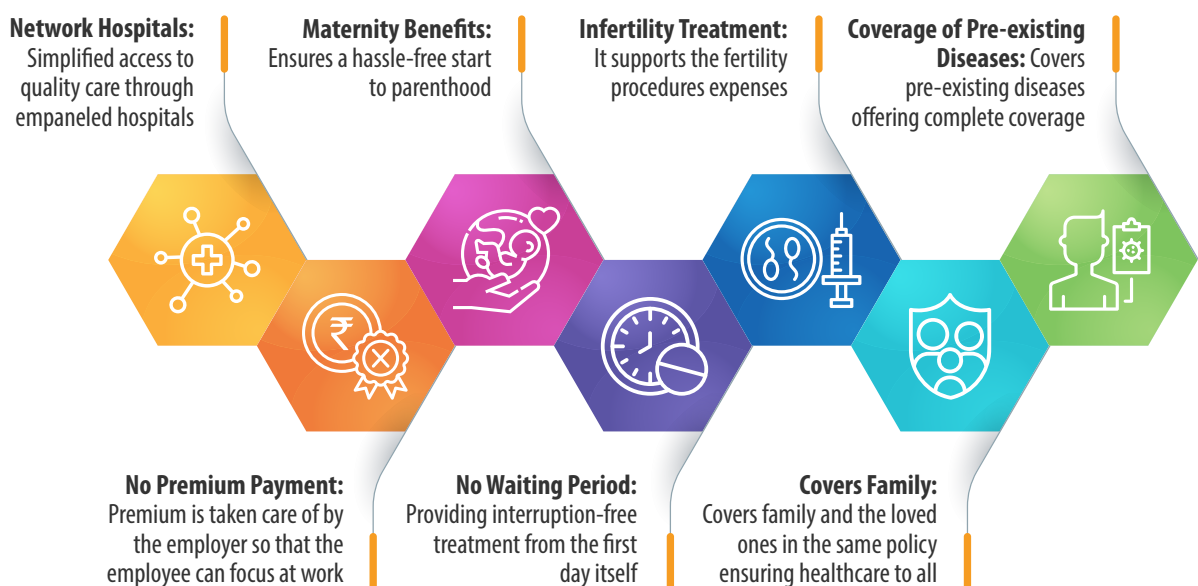 Network Hospitals:
Simplified access to
quality care through
empaneled hospitals
Maternity Benefits:
Ensures a hassle-free start
to parenthood
Infertility Treatment:
It supports the fertility
procedures expenses
Coverage of Pre-existing
Diseases: Covers
pre-existing diseases
offering complete coverage
₹
No Premium Payment:
Premium is taken care of by
the employer so that the
employee can focus at work
No Waiting Period:
Providing interruption-free
treatment from the first
day itself
Covers Family:
Covers family and the loved
ones in the same policy
ensuring healthcare to all